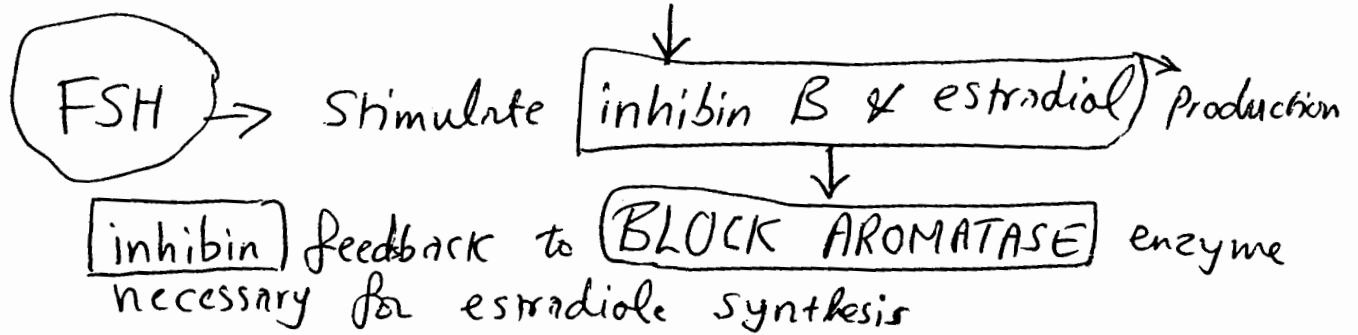 FSH → Stimulate inhibin B & estradiol Production
inhibin feedback to BLOCK AROMATASE enzyme
necessary for estradiole synthesis